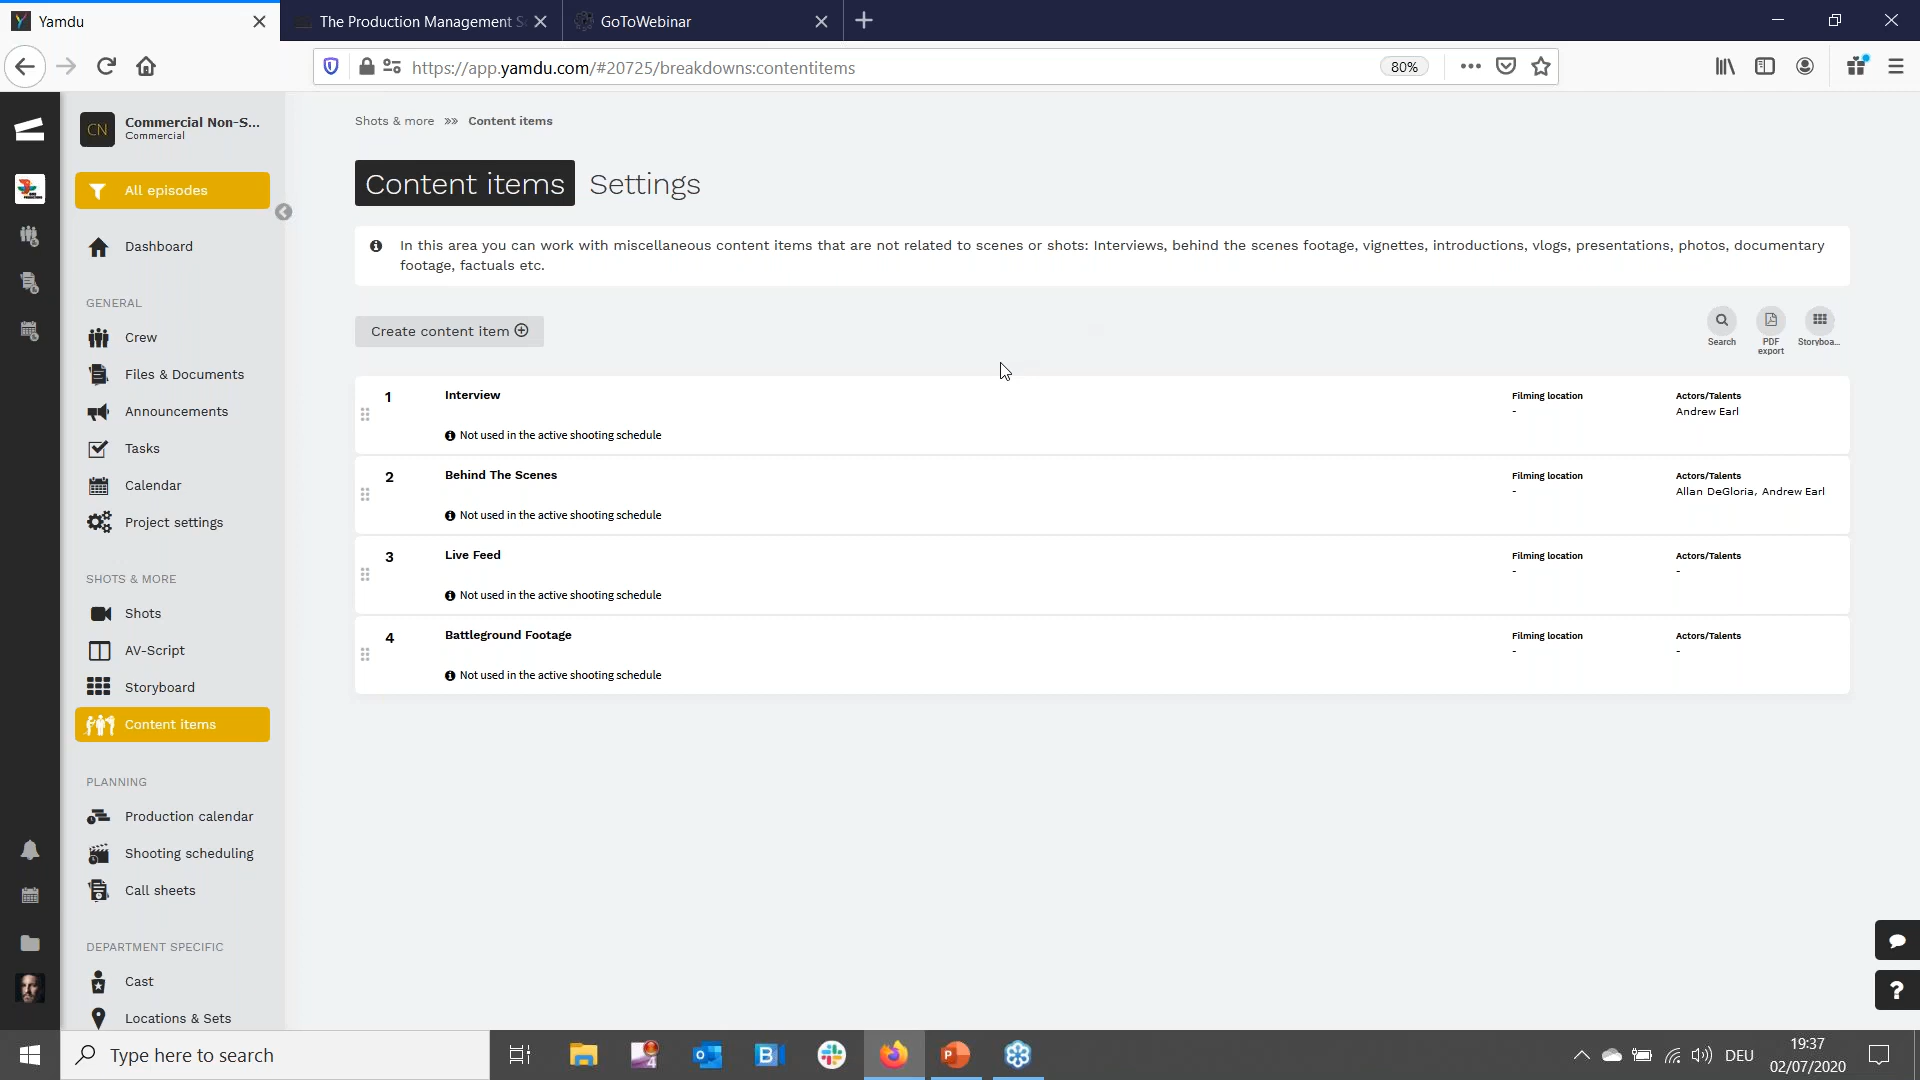 Yamdu
The Production Management S
GoToWebinar
https://app.yamdu.com/#20725/breakdowns:contentitems
80%
CN
Commercial Non-S...
Commercial
All episodes
Dashboard
GENERAL
Crew
Files & Documents
Announcements
Tasks
Calendar
Project settings
SHOTS & MORE
Shots
AV-Script
Storyboard
Content items
PLANNING
Production calendar
Shooting scheduling
Call sheets
DEPARTMENT SPECIFIC
Cast
Locations & Sets
Shots & more »» Content items
Content items Settings
In this area you can work with miscellaneous content items that are not related to scenes or shots: Interviews, behind the scenes footage, vignettes, introductions, vlogs, presentations, photos, documentary
footage, factuals etc.
Create content item
Search
PDF
export
Storyboa...
1 Interview Filming location Actors/Talents
- Andrew Earl
Not used in the active shooting schedule
2 Behind The Scenes Filming location Actors/Talents
- Allan DeGloria, Andrew Earl
Not used in the active shooting schedule
3 Live Feed Filming location Actors/Talents
- -
Not used in the active shooting schedule
4 Battleground Footage Filming location Actors/Talents
- -
Not used in the active shooting schedule
?
Type here to search
DEU
19:37
02/07/2020